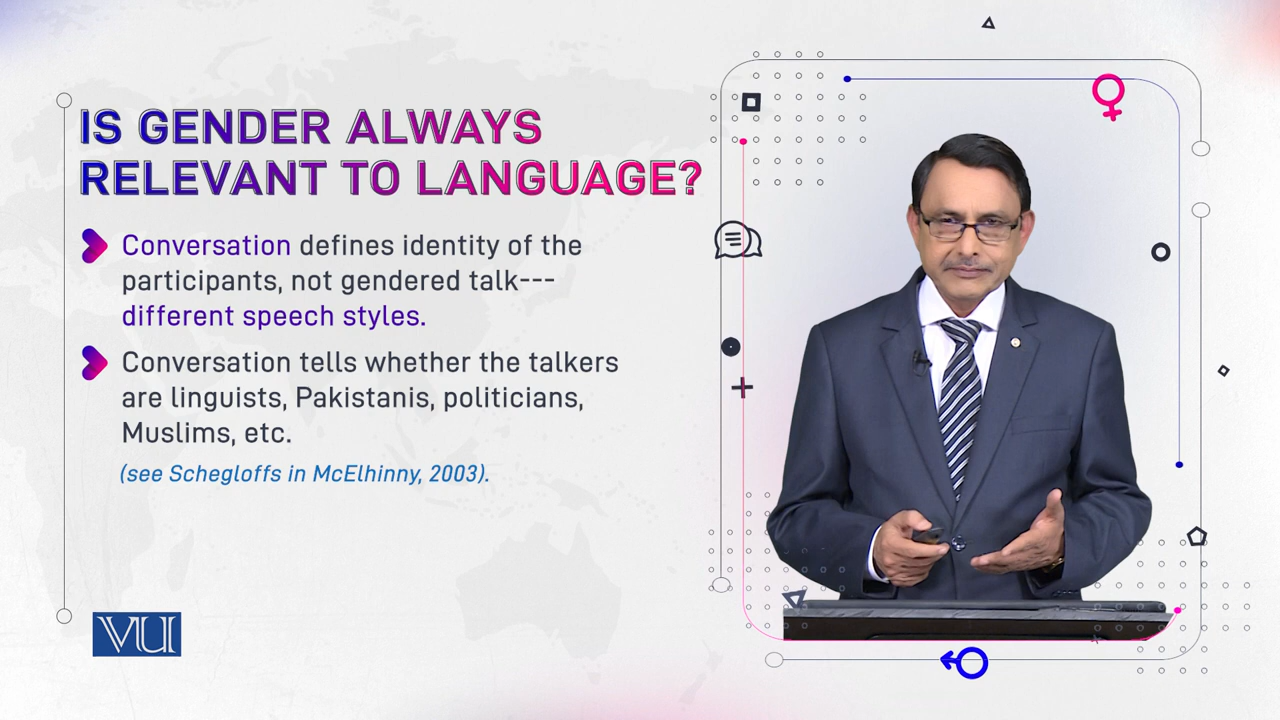 IS GENDER ALWAYS
RELEVANT TO LANGUAGE?
Conversation defines identity of the
participants, not gendered talk---
different speech styles.
Conversation tells whether the talkers
are linguists, Pakistanis, politicians,
Muslims, etc.
(see Schegloffs in McElhinny, 2003).
VU